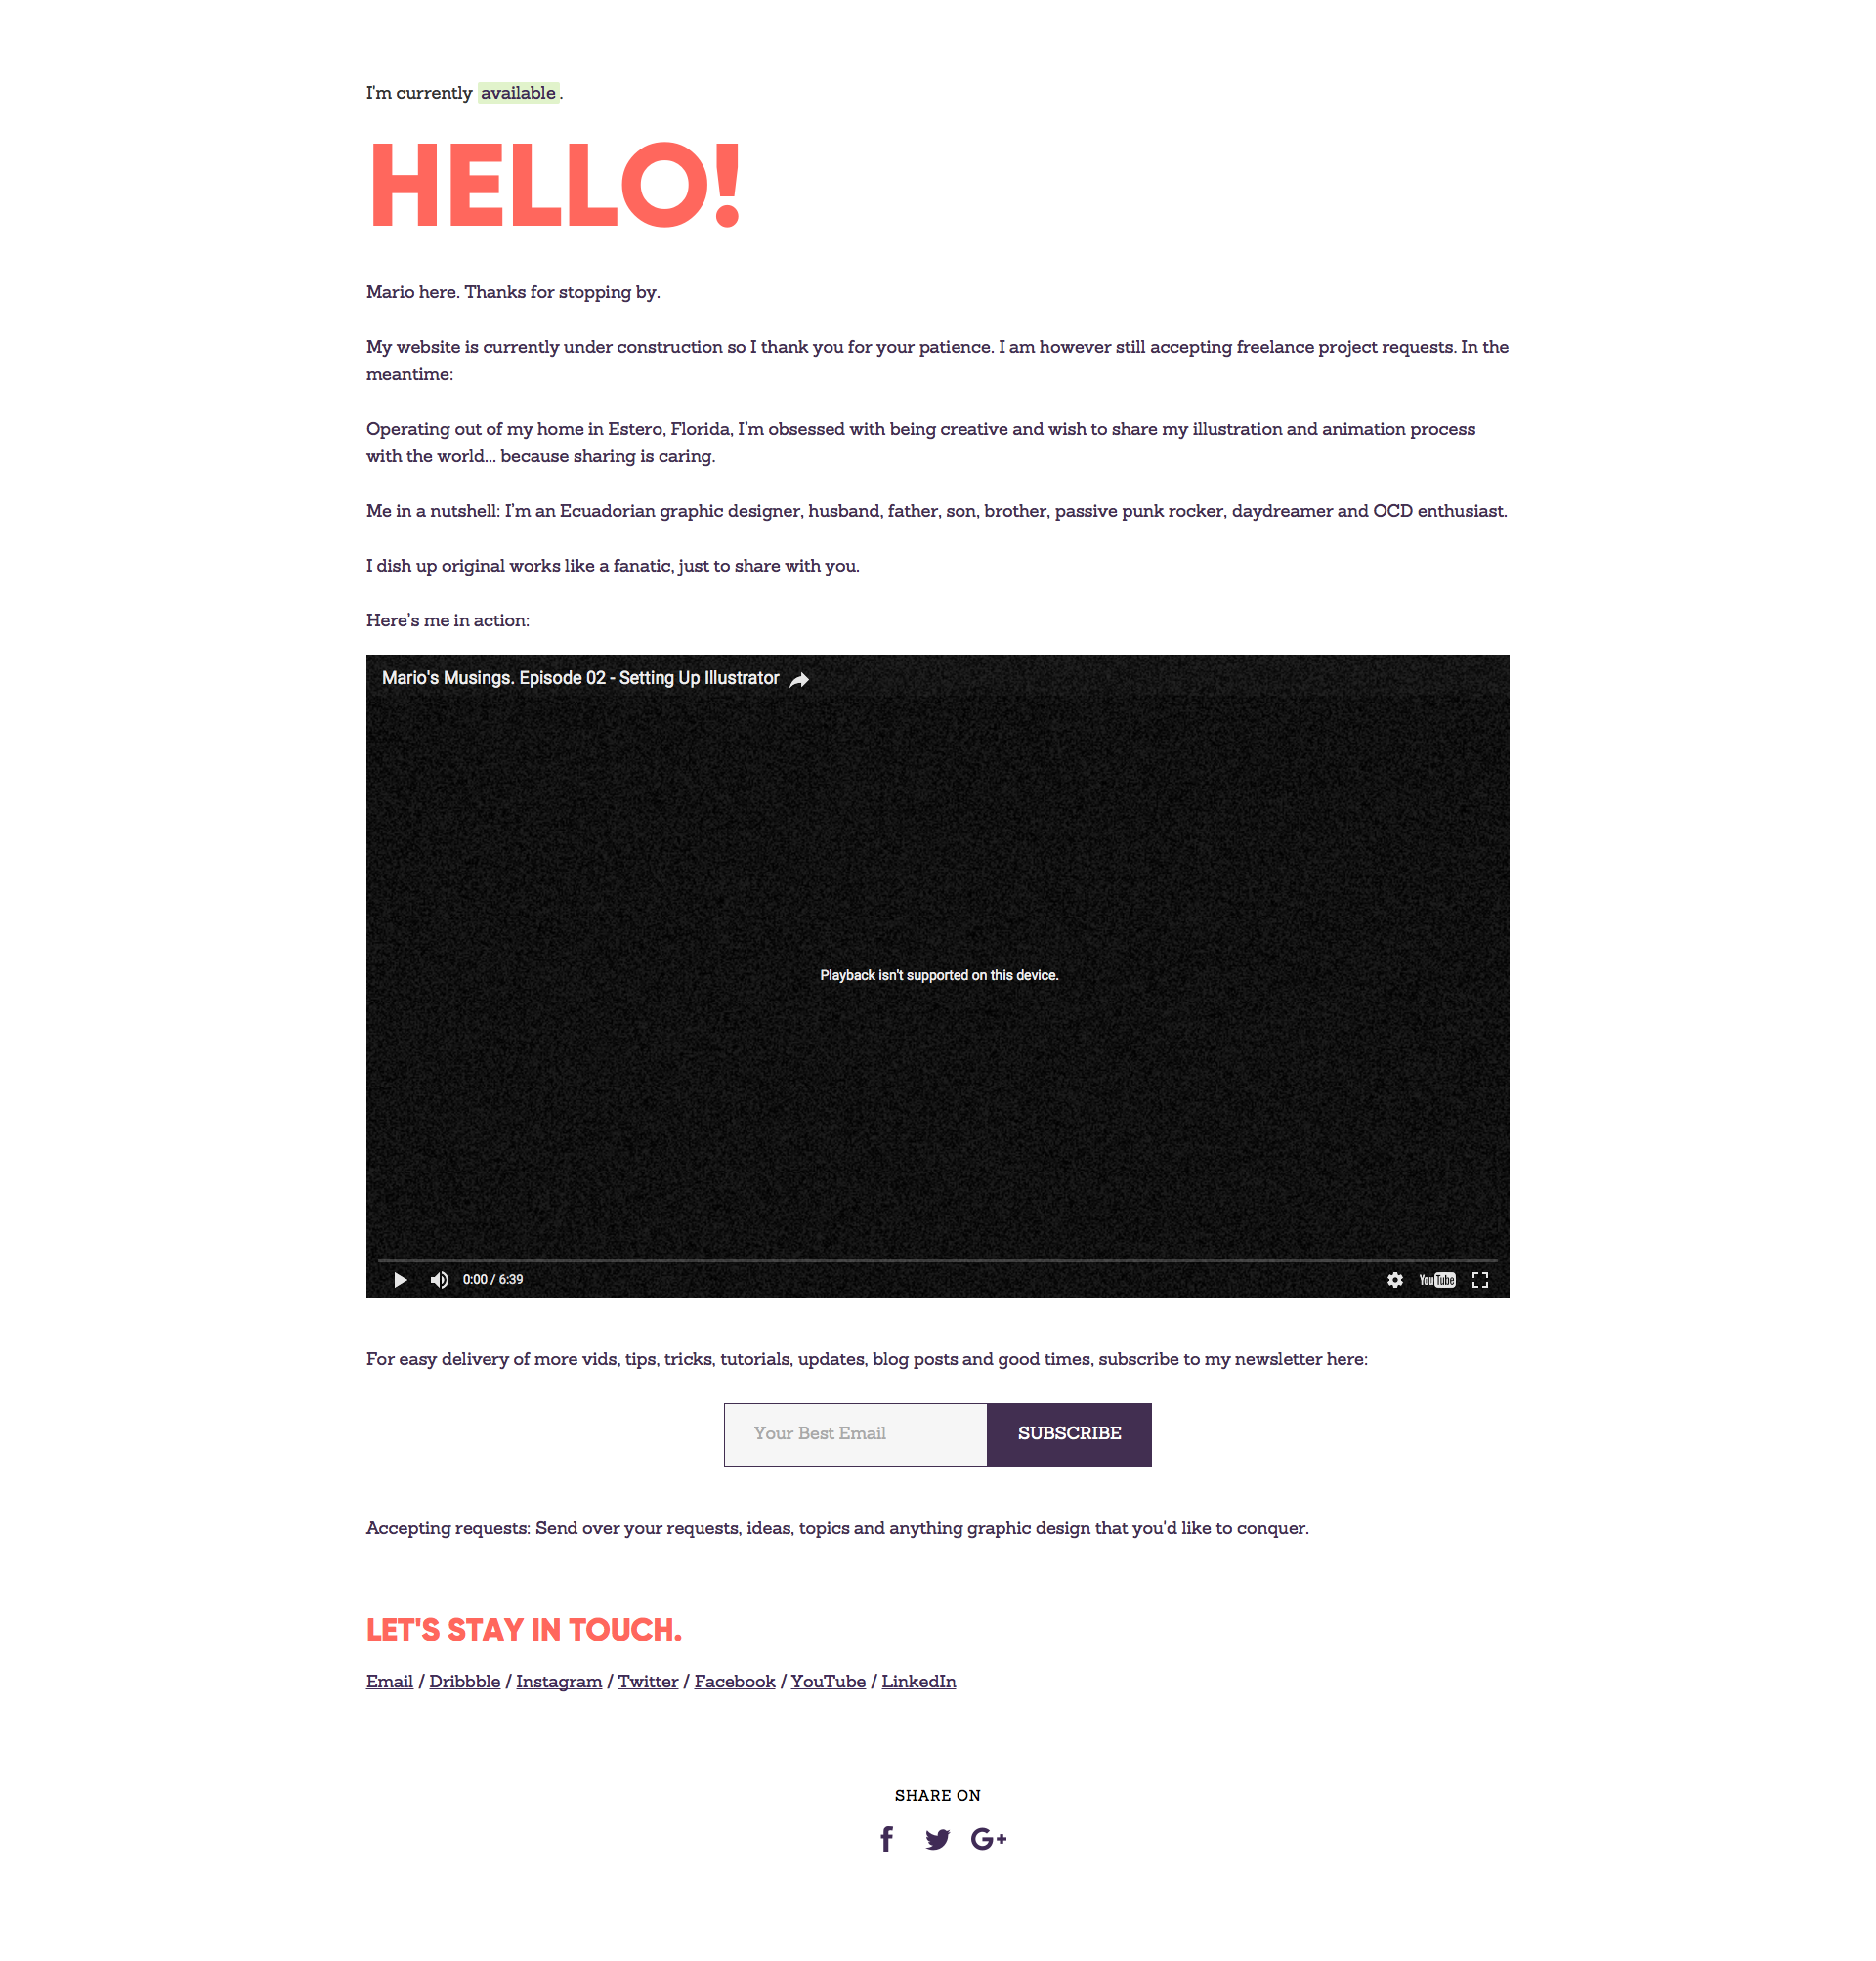 I'm currently available.
HELLO!
Mario here. Thanks for stopping by.
My website is currently under construction so I thank you for your patience. I am however still accepting freelance project requests. In the
meantime:
Operating out of my home in Estero, Florida, I'm obsessed with being creative and wish to share my illustration and animation process
with the world... because sharing is caring.
Me in a nutshell: I'm an Ecuadorian graphic designer, husband, father, son, brother, passive punk rocker, daydreamer and OCD enthusiast.
I dish up original works like a fanatic, just to share with you.
Here's me in action:
Mario's Musings. Episode 02 - Setting Up Illustrator
Playback isn't supported on this device.
0:00 / 6:39
YouTube
For easy delivery of more vids, tips, tricks, tutorials, updates, blog posts and good times, subscribe to my newsletter here:
Your Best Email
SUBSCRIBE
Accepting requests: Send over your requests, ideas, topics and anything graphic design that you'd like to conquer.
LET'S STAY IN TOUCH.
Email / Dribbble / Instagram / Twitter / Facebook / YouTube / LinkedIn
SHARE ON
f G+